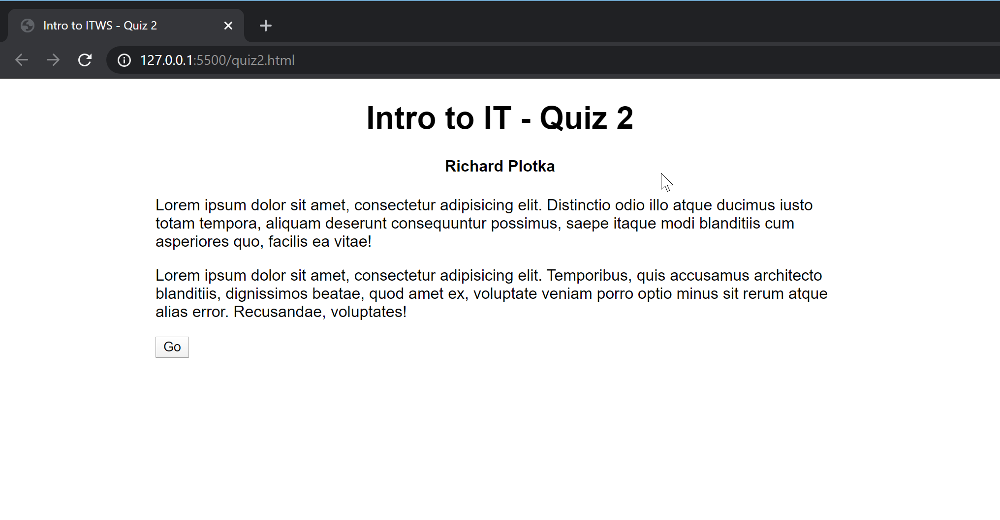 Intro to ITWS - Quiz 2
127.0.0.1:5500/quiz2.html
Intro to IT - Quiz 2
Richard Plotka
Lorem ipsum dolor sit amet, consectetur adipisicing elit. Distinctio odio illo atque ducimus iusto
totam tempora, aliquam deserunt consequuntur possimus, saepe itaque modi blanditiis cum
asperiores quo, facilis ea vitae!
Lorem ipsum dolor sit amet, consectetur adipisicing elit. Temporibus, quis accusamus architecto
blanditiis, dignissimos beatae, quod amet ex, voluptate veniam porro optio minus sit rerum atque
alias error. Recusandae, voluptates!
Go